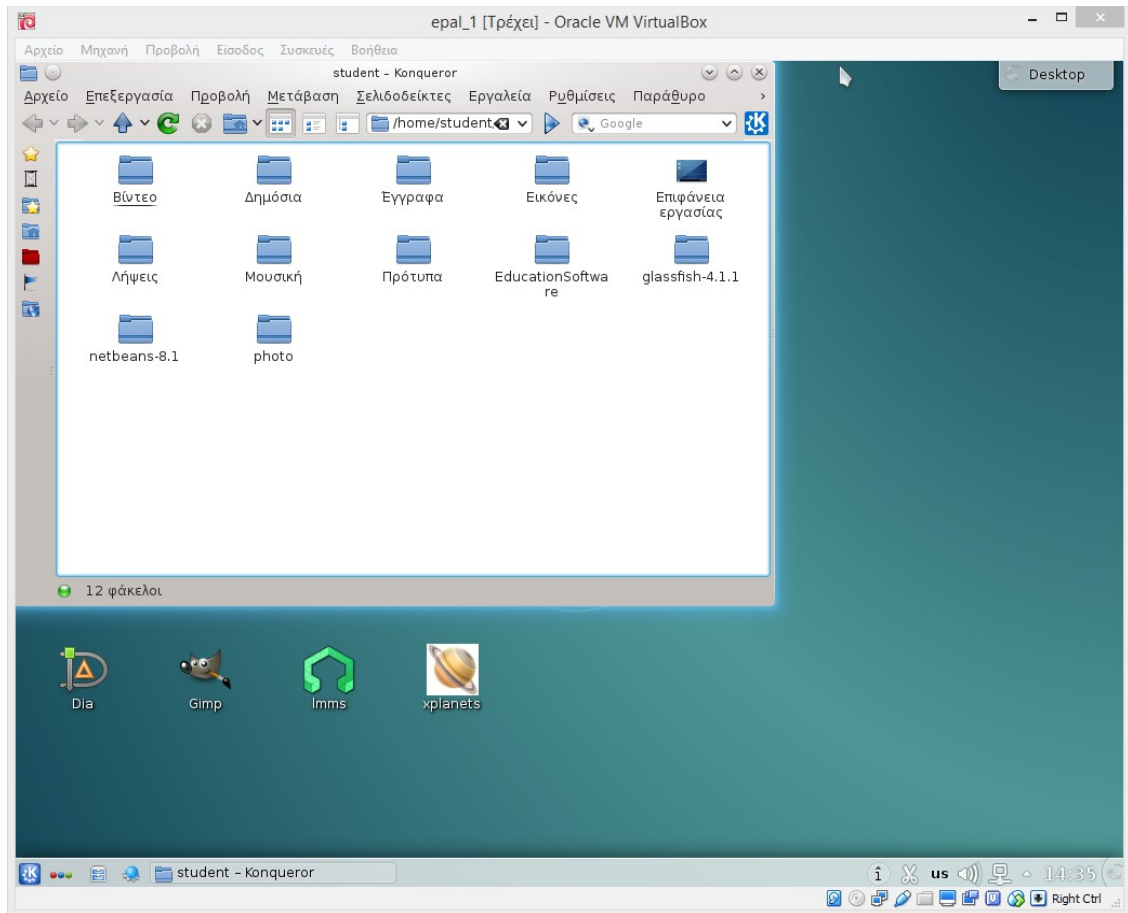 epal_1 [Τρέχει] - Oracle VM VirtualBox
Αρχείο Μηχανή Προβολή Είσοδος Συσκευές Βοήθεια
student – Konqueror
Desktop
Αρχείο Επεξεργασία Προβολή Μετάβαση Σελιδοδείκτες Εργαλεία Ρυθμίσεις Παράθυρο
/home/student
Google
Βίντεο Δημόσια Έγγραφα Εικόνες Επιφάνεια
εργασίας
Λήψεις Μουσική Πρότυπα EducationSoftwa glassfish-4.1.1
re
netbeans-8.1 photo
12 φάκελοι
Dia Gimp lmms xplanets
student – Konqueror
us 14:35
Right Ctrl